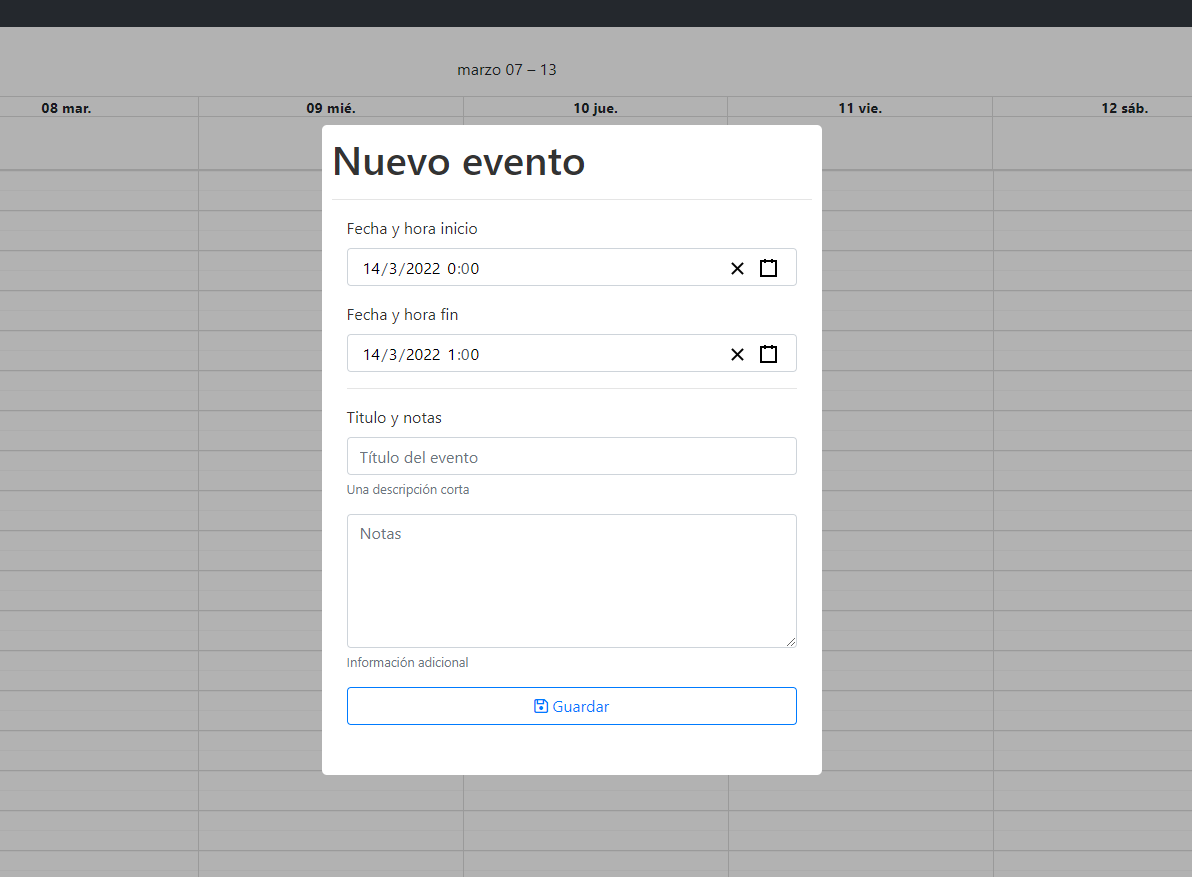 marzo 07 – 13
08 mar. 09 mié. 10 jue. 11 vie. 12 sáb.
Nuevo evento
Fecha y hora inicio
14/3/2022 0:00
Fecha y hora fin
14/3/2022 1:00
Titulo y notas
Título del evento
Una descripción corta
Notas
Información adicional
Guardar